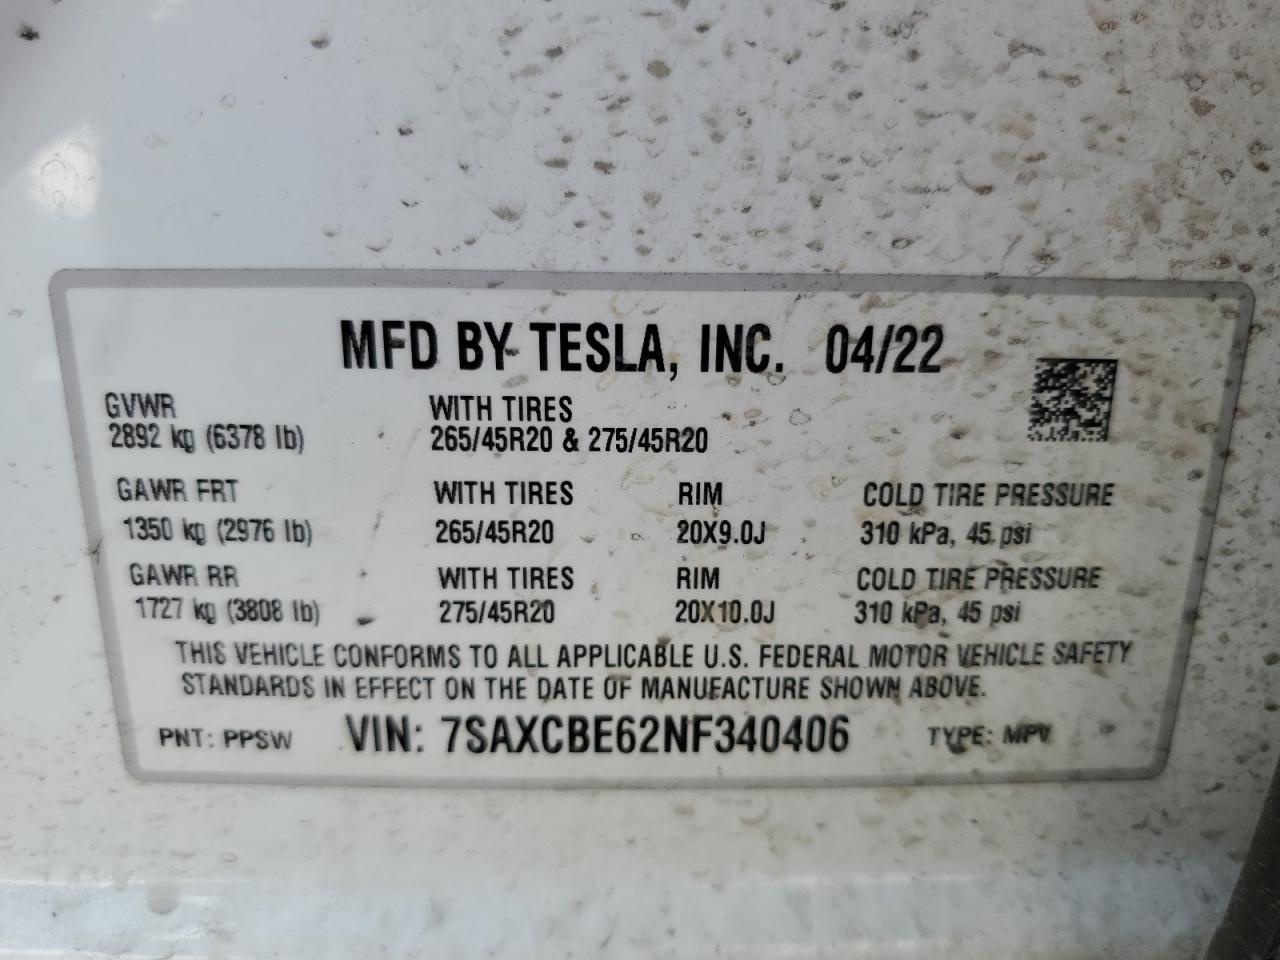 MFD BY TESLA, INC. 04/22
GVWR WITH TIRES
2892 kg (6378 lb) 265/45R20 & 275/45R20
GAWR FRT WITH TIRES RIM COLD TIRE PRESSURE
1350 kg (2976 lb) 265/45R20 20X9.0J 310 kPa, 45 psi
GAWR RR WITH TIRES RIM COLD TIRE PRESSURE
1727 kg (3808 lb) 275/45R20 20X10.0J 310 kPa, 45 psi
THIS VEHICLE CONFORMS TO ALL APPLICABLE U.S. FEDERAL MOTOR VEHICLE SAFETY
STANDARDS IN EFFECT ON THE DATE OF MANUFACTURE SHOWN ABOVE.
PNT: PPSW VIN: 7SAXCBE62NF340406 TYPE: MPV